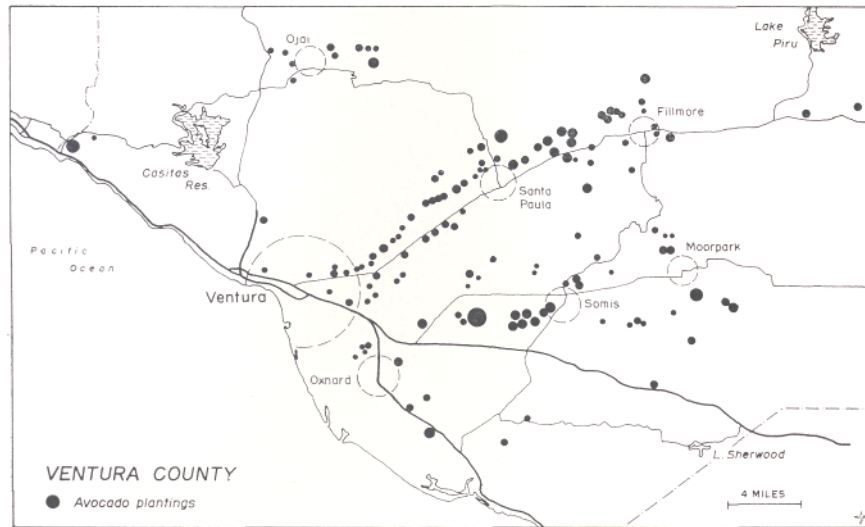 Ojai
Lake
Piru
Fillmore
Casitas
Res.
Santa
Paula
Pacific
Ocean
Moorpark
Ventura
Somis
Oxnard
VENTURA COUNTY
Avocado plantings
L. Sherwood
4 MILES